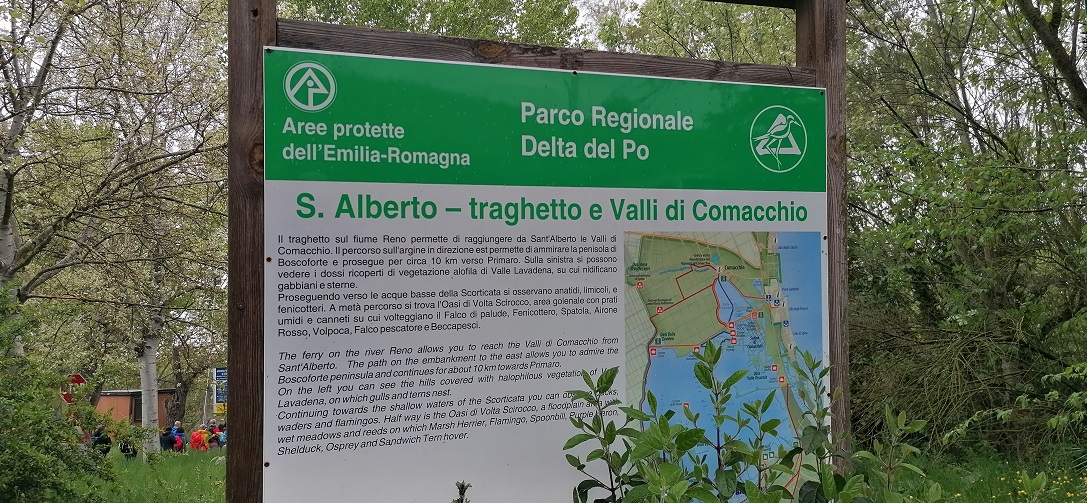 Aree protette
dell'Emilia-Romagna
Parco Regionale
Delta del Po
S. Alberto – traghetto e Valli di Comacchio
Il traghetto sul fiume Reno permette di raggiungere da Sant'Alberto le Valli di
Comacchio. Il percorso sull'argine in direzione est permette di ammirare la penisola di
Boscoforte e prosegue per circa 10 km verso Primaro. Sulla sinistra si possono
vedere i dossi ricoperti di vegetazione alofila di Valle Lavadena, su cui nidificano
gabbiani e sterne.
Proseguendo verso le acque basse della Scorticata si osservano anatidi, limicoli, e
fenicotteri. A metà percorso si trova l'Oasi di Volta Scirocco, area golenale con prati
umidi e canneti su cui volteggiano il Falco di palude, Fenicottero, Spatola, Airone
Rosso, Volpoca, Falco pescatore e Beccapesci.
The ferry on the river Reno allows you to reach the Valli di Comacchio from
Sant'Alberto. The path on the embankment to the east allows you to admire the
Boscoforte peninsula and continues for about 10 km towards Primaro.
On the left you can see the hills covered with halophilous vegetation of
Lavadena, on which gulls and terns nest.
Continuing towards the shallow waters of the Scorticata you can
waders and flamingos. Half way is the Oasi di Volta Scirocco, a floodplain area with
wet meadows and reeds on which Marsh Herrier, Flamingo, Spoonbill, Purple Heron,
Shelduck, Osprey and Sandwich Tern hover.
Comacchio